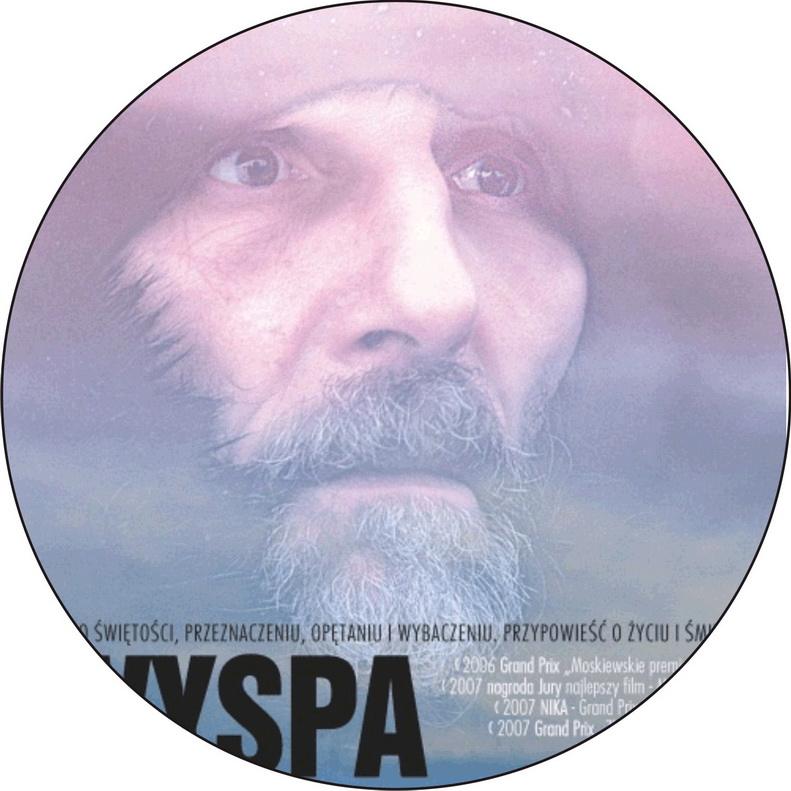 O ŚWIĘTOŚCI, PRZEZNACZENIU, OPĘTANIU I WYBACZENIU, PRZYPOWIEŚĆ O ŻYCIU I
WYSPA
2006 Grand Prix „Moskiewskie
2007 nagroda Jury najlepszy film -
2007 NIKA - Grand
2007 Grand Prix